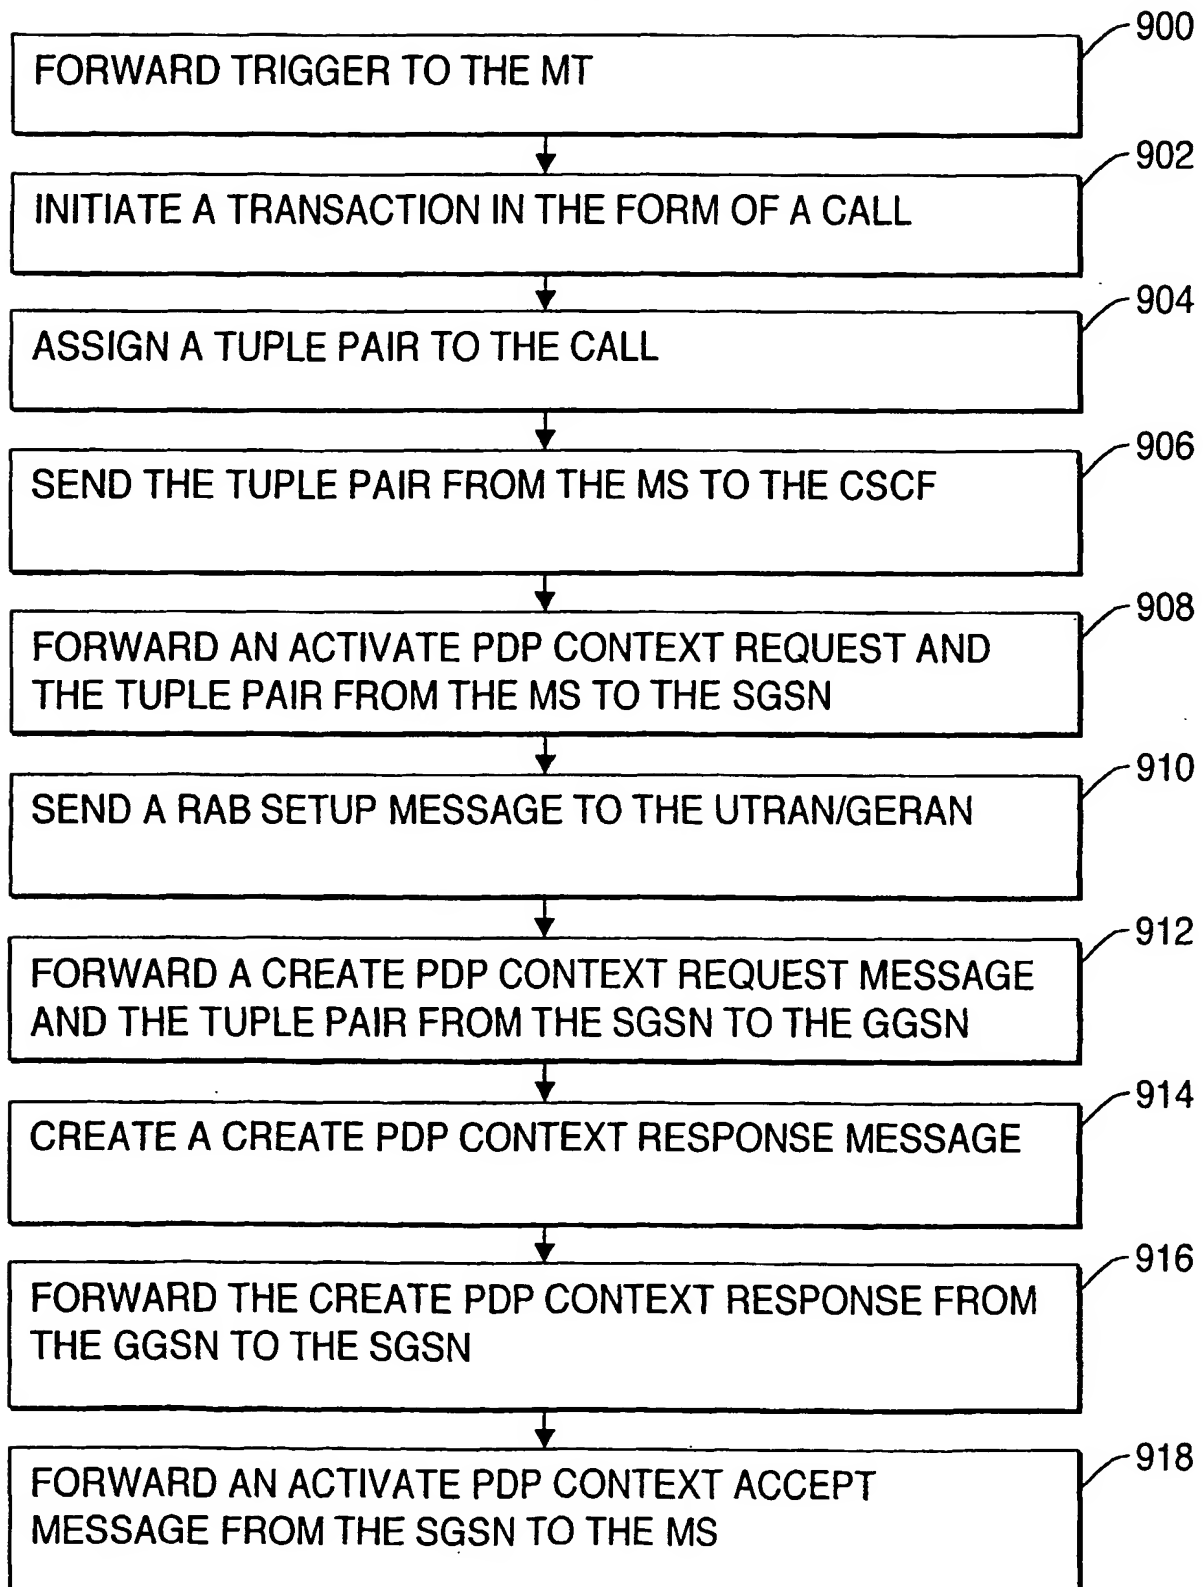 900
FORWARD TRIGGER TO THE MT
902
INITIATE A TRANSACTION IN THE FORM OF A CALL
904
ASSIGN A TUPLE PAIR TO THE CALL
906
SEND THE TUPLE PAIR FROM THE MS TO THE CSCF
908
FORWARD AN ACTIVATE PDP CONTEXT REQUEST AND
THE TUPLE PAIR FROM THE MS TO THE SGSN
910
SEND A RAB SETUP MESSAGE TO THE UTRAN/GERAN
912
FORWARD A CREATE PDP CONTEXT REQUEST MESSAGE
AND THE TUPLE PAIR FROM THE SGSN TO THE GGSN
914
CREATE A CREATE PDP CONTEXT RESPONSE MESSAGE
916
FORWARD THE CREATE PDP CONTEXT RESPONSE FROM
THE GGSN TO THE SGSN
918
FORWARD AN ACTIVATE PDP CONTEXT ACCEPT
MESSAGE FROM THE SGSN TO THE MS